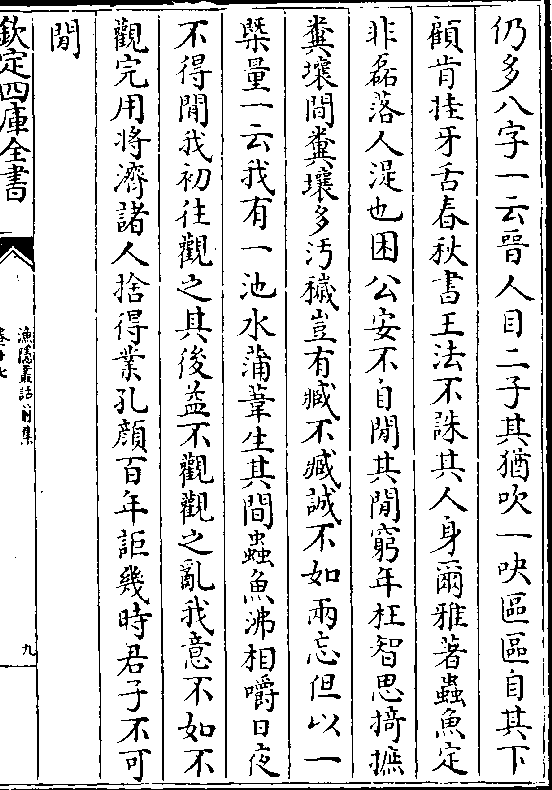 仍多八字一云晉人目二子其猶吹一吷區區自其下
顧肯挂牙舌春秋書王法不誅其人身爾雅著蟲魚定
非磊落人湜也困公安不自閒其閒窮年枉智思掎摭
糞壤間糞壤多汚穢豈有臧不臧誠不如兩忘但以一
槩量一云我有一池水蒲葦生其間蟲魚沸相嚼日夜
不得閒我初往觀之其後益不觀觀之亂我意不如不
觀完用將濟諸人捨得業孔顔百年詎幾時君子不可
閒
欽定四庫全書
漁隱叢話前集
卷十七
九